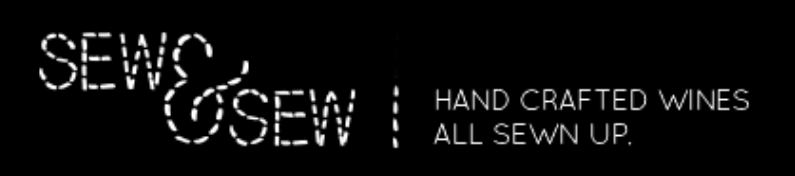 SEW&SEW
HAND CRAFTED WINES
ALL SEWN UP.